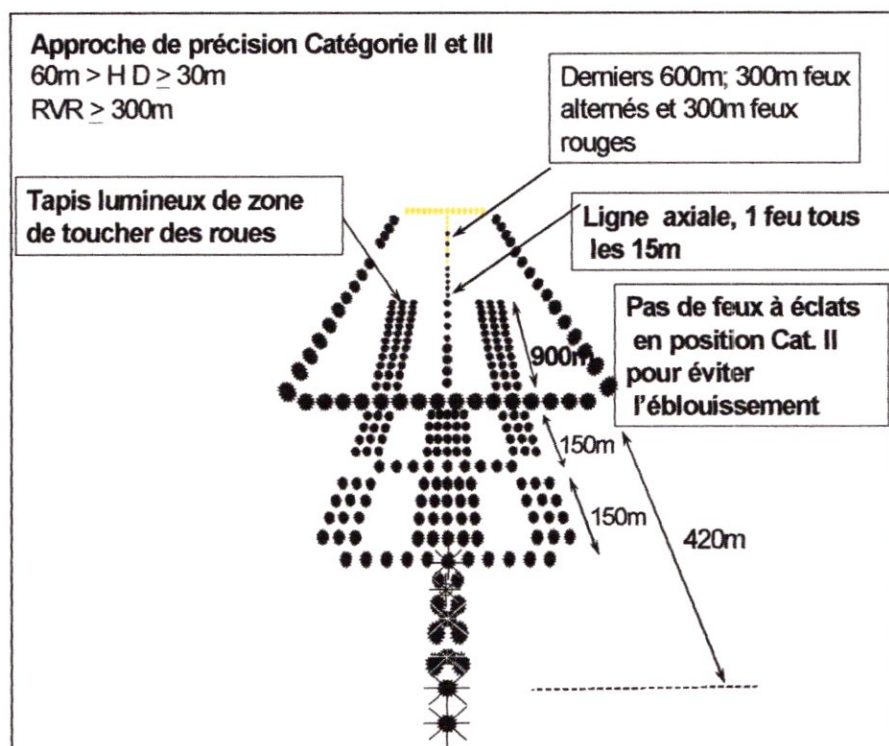 Approche de précision Catégorie II et III
60m > H D ≥ 30m
RVR ≥ 300m
Derniers 600m; 300m feux
alternés et 300m feux
rouges
Tapis lumineux de zone
de toucher des roues
Ligne axiale, 1 feu tous
les 15m
Pas de feux à éclats
en position Cat. II
pour éviter
l'éblouissement
900m
150m
150m
420m